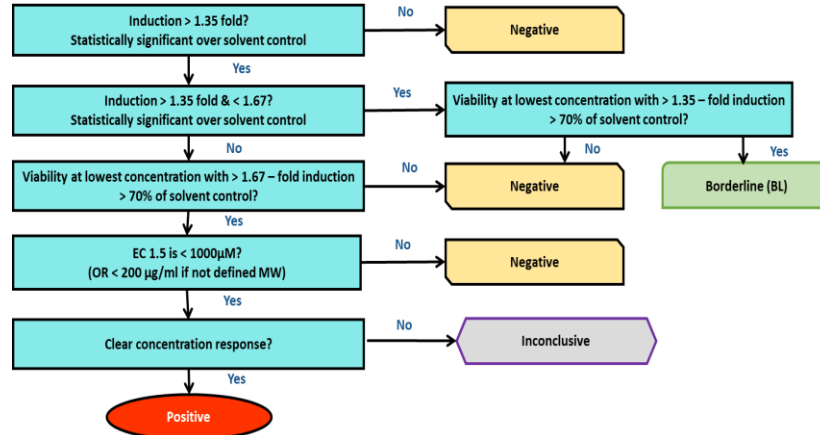 Induction > 1.35 fold?
Statistically significant over solvent control
No
Negative
Yes
Induction > 1.35 fold & < 1.67?
Statistically significant over solvent control
Yes
Viability at lowest concentration with > 1.35 – fold induction
> 70% of solvent control?
No
No
Yes
Viability at lowest concentration with > 1.67 – fold induction
> 70% of solvent control?
No
Negative
Borderline (BL)
Yes
EC 1.5 is < 1000µM?
(OR < 200 µg/ml if not defined MW)
No
Negative
Yes
Clear concentration response?
No
Inconclusive
Yes
Positive